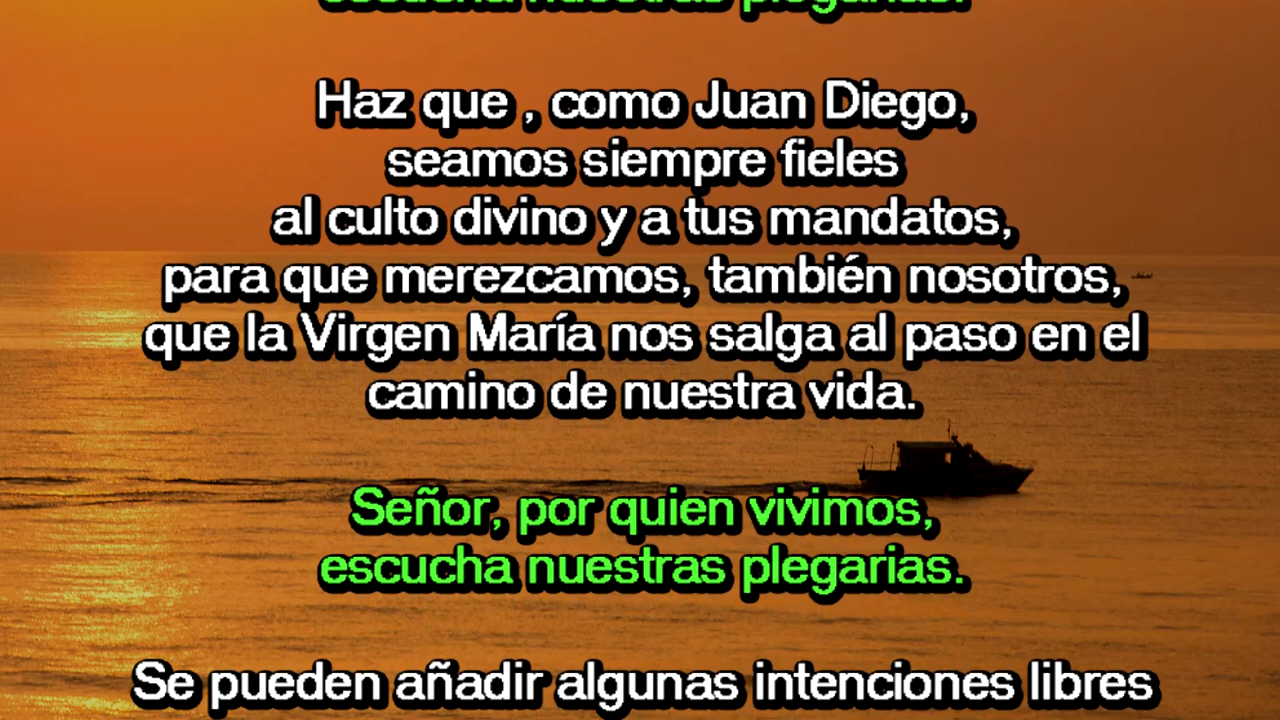 escucha nuestras plegarias.
Haz que , como Juan Diego,
seamos siempre fieles
al culto divino y a tus mandatos,
para que merezcamos, también nosotros,
que la Virgen María nos salga al paso en el
camino de nuestra vida.
Señor, por quien vivimos,
escucha nuestras plegarias.
Se pueden añadir algunas intenciones libres